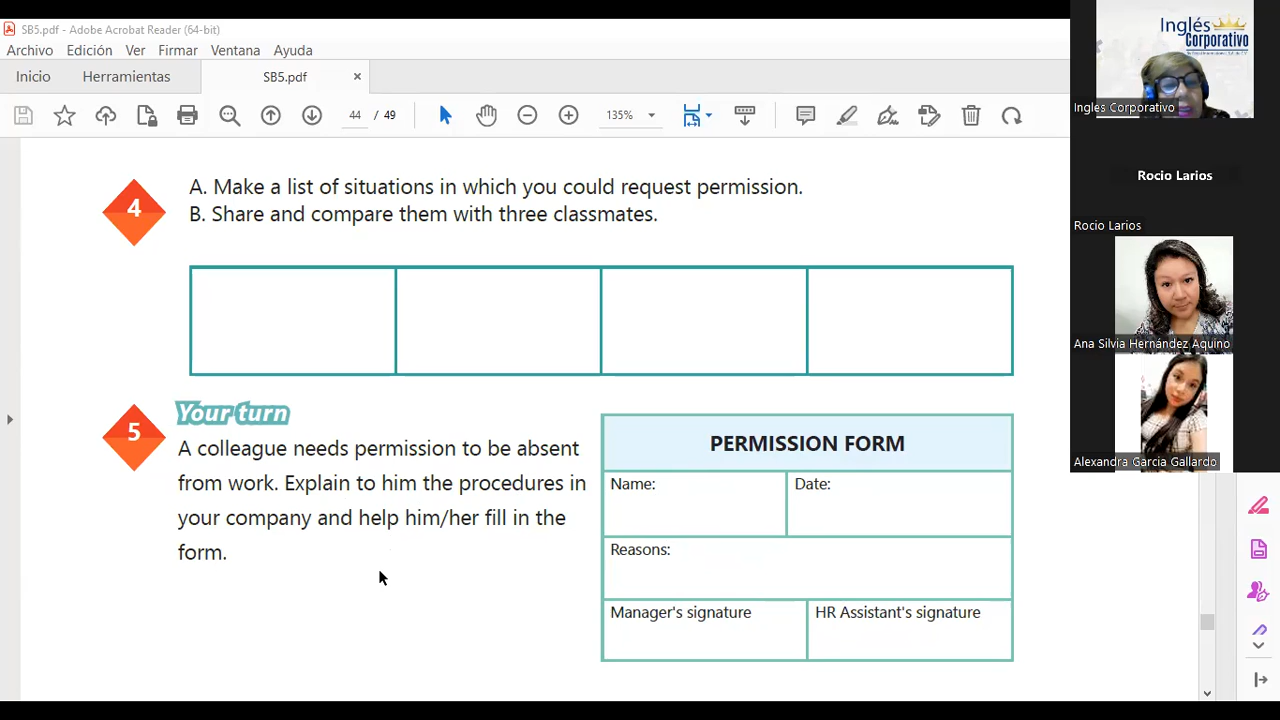 SB5.pdf - Adobe Acrobat Reader (64-bit)
Archivo Edición Ver Firmar Ventana Ayuda
Inicio Herramientas SB5.pdf ×
44 / 49 135%
4
A. Make a list of situations in which you could request permission.
B. Share and compare them with three classmates.
5
Your turn
A colleague needs permission to be absent
from work. Explain to him the procedures in
your company and help him/her fill in the
form.
PERMISSION FORM
Name: Date:
Reasons:
Manager's signature HR Assistant's signature
Inglés
Corporativo
Ingles Corporativo
Rocio Larios
Rocio Larios
Ana Silvia Hernández Aquino
Alexandra Garcia Gallardo